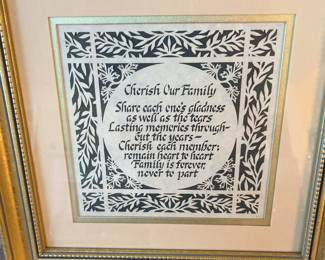 Cherish Our Family
Share each one's gladness
as well as the tears
Lasting memories through-
out the years –
Cherish each member;
remain heart to heart
Family is forever,
never to part